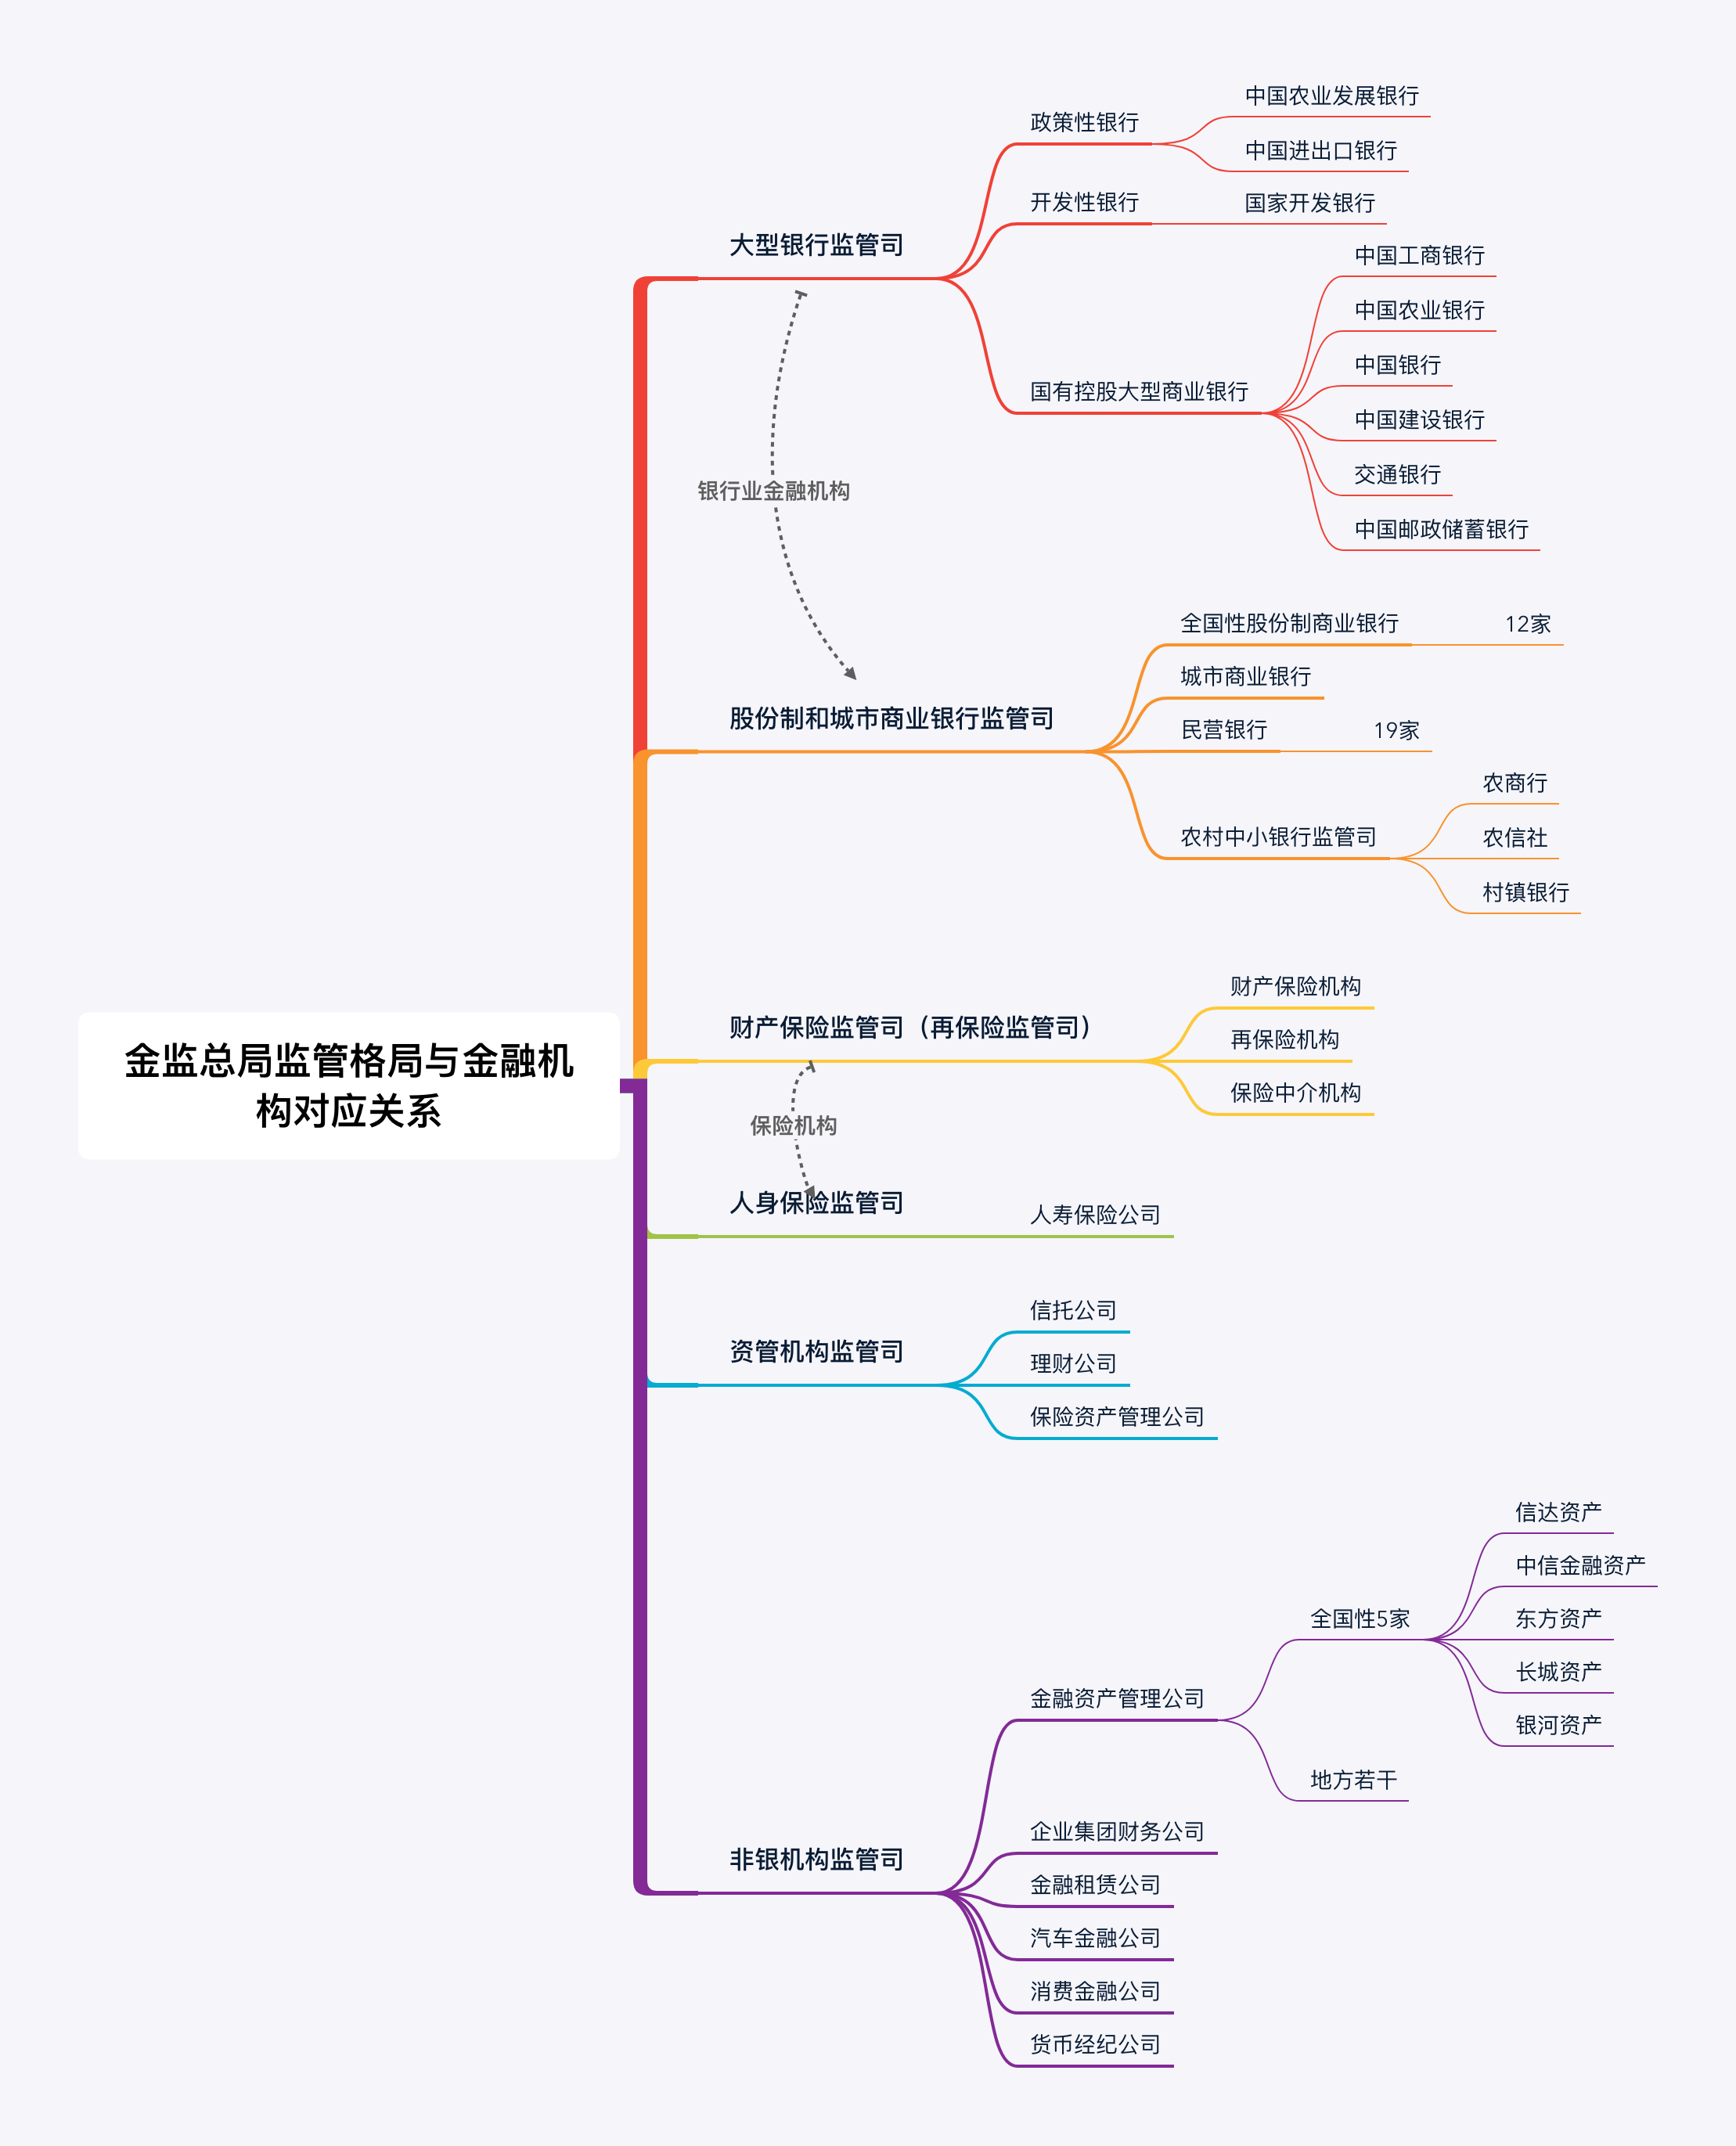 金监总局监管格局与金融机
构对应关系
大型银行监管司
政策性银行
中国农业发展银行
中国进出口银行
开发性银行
国家开发银行
国有控股大型商业银行
中国工商银行
中国农业银行
中国银行
中国建设银行
交通银行
中国邮政储蓄银行
银行业金融机构
股份制和城市商业银行监管司
全国性股份制商业银行
12家
城市商业银行
民营银行
19家
农村中小银行监管司
农商行
农信社
村镇银行
财产保险监管司（再保险监管司）
财产保险机构
再保险机构
保险中介机构
保险机构
人身保险监管司
人寿保险公司
资管机构监管司
信托公司
理财公司
保险资产管理公司
非银机构监管司
金融资产管理公司
全国性5家
信达资产
中信金融资产
东方资产
长城资产
银河资产
地方若干
企业集团财务公司
金融租赁公司
汽车金融公司
消费金融公司
货币经纪公司